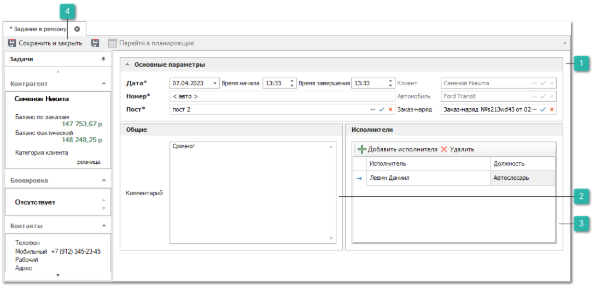 4
* Задание в ремонт
Сохранить и закрыть Перейти в планировщик
Задача
Контрагент
Семенов Никита
Баланс по заказам
147 753,67 р
Баланс фактический
148 248,25 р
Категория клиента
розница
Блокировка
Отсутствует
Контакты
Телефон
Мобильный +7 (912) 345-23-45
Рабочий
Адрес
Основные параметры
1
Дата* 07.04.2023 Время начала 13:33 Время завершения 13:33 Клиент Семенов Никита
Номер* < авто > Автомобиль Ford Transit
Пост* пост 2 Заказ-наряд Заказ-наряд №s213wd43 от 02
Общие
Комментарий
Срочно!
2
Исполнители
Добавить исполнителя Удалить
Исполнитель Должность
Левин Даниил Автослесарь
3